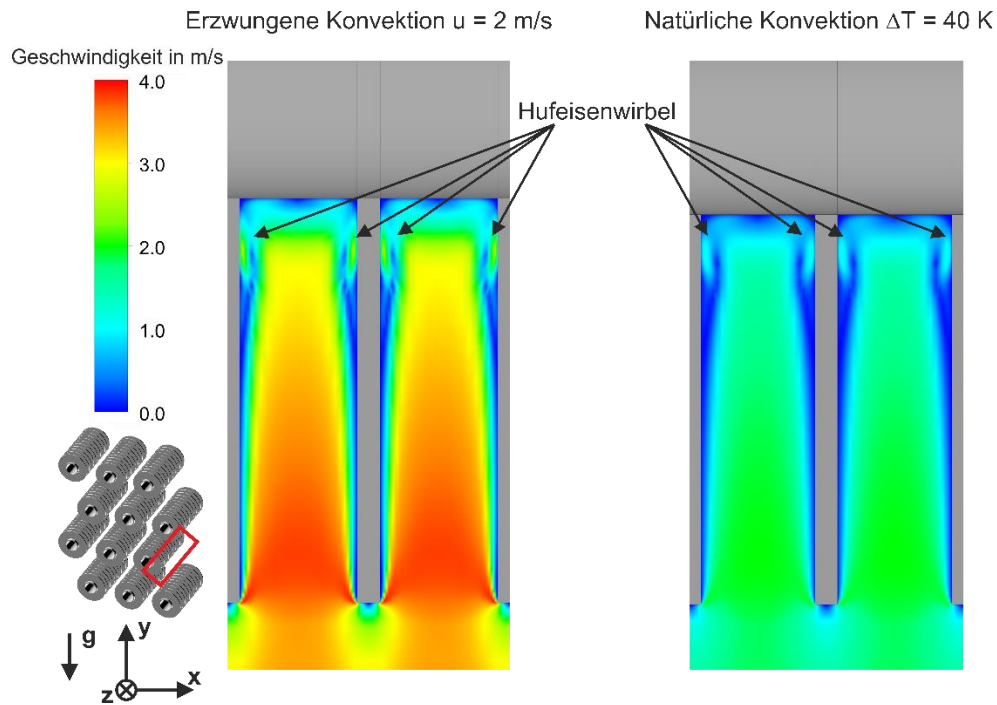 Erzwungene Konvektion u = 2 m/s
Natürliche Konvektion ΔT = 40 K
Geschwindigkeit in m/s
4.0
3.0
2.0
1.0
0.0
Hufeisenwirbel
g
y
x
z